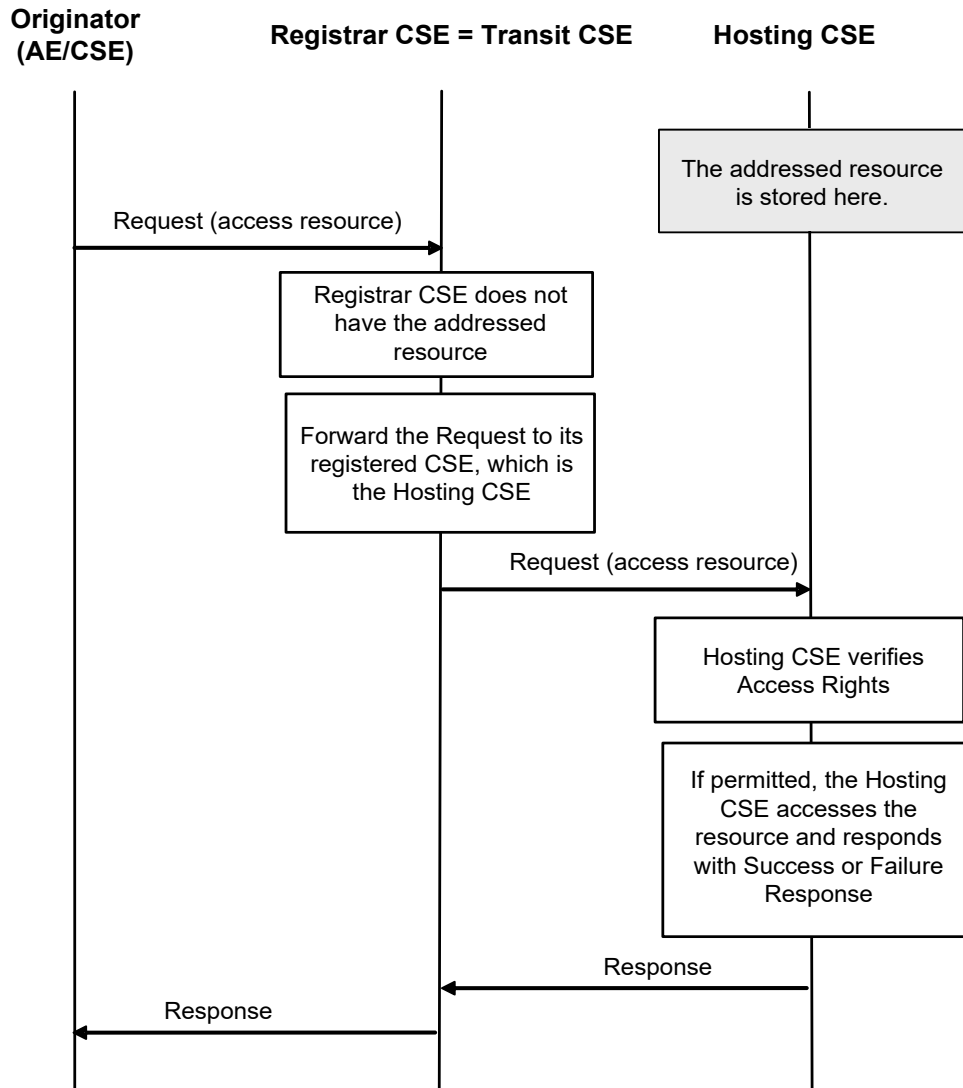 Originator
(AE/CSE)
Registrar CSE = Transit CSE
Hosting CSE
The addressed resource
is stored here.
Request (access resource)
Registrar CSE does not
have the addressed
resource
Forward the Request to its
registered CSE, which is
the Hosting CSE
Request (access resource)
Hosting CSE verifies
Access Rights
If permitted, the Hosting
CSE accesses the
resource and responds
with Success or Failure
Response
Response
Response